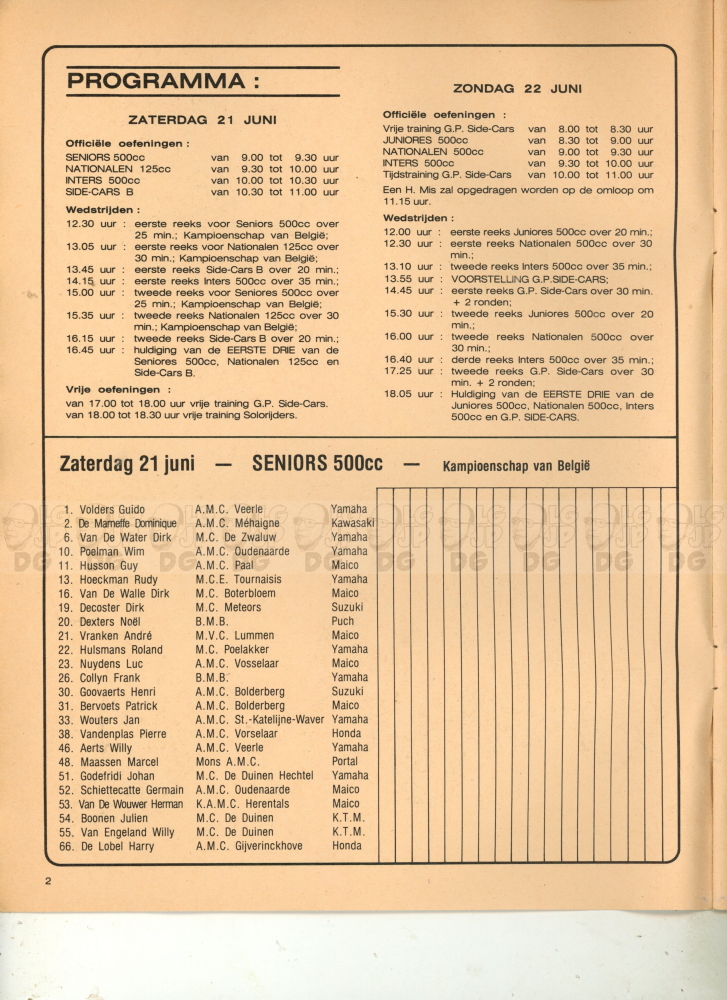 PROGRAMMA :
ZATERDAG 21 JUNI
Officiële oefeningen :
SENIORS 500cc van 9.00 tot 9.30 uur
NATIONALEN 125cc van 9.30 tot 10.00 uur
INTERS 500cc van 10.00 tot 10.30 uur
SIDE-CARS B van 10.30 tot 11.00 uur
Wedstrijden :
12.30 uur : eerste reeks voor Seniors 500cc over
25 min.; Kampioenschap van België;
13.05 uur : eerste reeks voor Nationalen 125cc over
30 min.; Kampioenschap van België;
13.45 uur : eerste reeks Side-Cars B over 20 min.;
14.15 uur : eerste reeks Inters 500cc over 35 min.;
15.00 uur : tweede reeks voor Seniores 500cc over
25 min.; Kampioenschap van België;
15.35 uur : tweede reeks Nationalen 125cc over 30
min.; Kampioenschap van België;
16.15 uur : tweede reeks Side-Cars B over 20 min.;
16.45 uur : huldiging van de EERSTE DRIE van de
Seniores 500cc, Nationalen 125cc en
Side-Cars B.
Vrije oefeningen :
van 17.00 tot 18.00 uur vrije training G.P. Side-Cars.
van 18.00 tot 18.30 uur vrije training Solorijders.
ZONDAG 22 JUNI
Officiële oefeningen :
Vrije training G.P. Side-Cars van 8.00 tot 8.30 uur
JUNIORES 500cc van 8.30 tot 9.00 uur
NATIONALEN 500cc van 9.00 tot 9.30 uur
INTERS 500cc van 9.30 tot 10.00 uur
Tijdstraining G.P. Side-Cars van 10.00 tot 11.00 uur
Een H. Mis zal opgedragen worden op de omloop om
11.15 uur.
Wedstrijden :
12.00 uur : eerste reeks Juniores 500cc over 20 min.;
12.30 uur : eerste reeks Nationalen 500cc over 30
min.;
13.10 uur : tweede reeks Inters 500cc over 35 min.;
13.55 uur : VOORSTELLING G.P.SIDE-CARS;
14.45 uur : eerste reeks G.P. Side-Cars over 30 min.
+ 2 ronden;
15.30 uur : tweede reeks Juniores 500cc over 20
min.;
16.00 uur : tweede reeks Nationalen 500cc over
30 min.;
16.40 uur : derde reeks Inters 500cc over 35 min.;
17.25 uur : tweede reeks G.P. Side-Cars over 30
min. + 2 ronden;
18.05 uur : Huldiging van de EERSTE DRIE van de
Juniores 500cc, Nationalen 500cc, Inters
500cc en G.P. SIDE-CARS.
Zaterdag 21 juni — SENIORS 500cc — Kampioenschap van België
1. Volders Guido A.M.C. Veerle Yamaha
2. De Marneffe Dominique A.M.C. Méhaigne Kawasaki
6. Van De Water Dirk M.C. De Zwaluw Yamaha
10. Poelman Wim A.M.C. Oudenaarde Yamaha
11. Husson Guy A.M.C. Paal Maico
13. Hoeckman Rudy M.C.E. Tournaisis Yamaha
16. Van De Walle Dirk M.C. Boterbloem Maico
19. Decoster Dirk M.C. Meteors Suzuki
20. Dexters Noël B.M.B. Puch
21. Vranken André M.V.C. Lummen Maico
22. Hulsmans Roland M.C. Poelakker Yamaha
23. Nuydens Luc A.M.C. Vosselaar Maico
26. Collyn Frank B.M.B. Yamaha
30. Goovaerts Henri A.M.C. Bolderberg Suzuki
31. Bervoets Patrick A.M.C. Bolderberg Maico
33. Wouters Jan A.M.C. St.-Katelijne-Waver Yamaha
38. Vandenplas Pierre A.M.C. Vorselaar Honda
46. Aerts Willy A.M.C. Veerle Yamaha
48. Maassen Marcel Mons A.M.C. Portal
51. Godefridi Johan M.C. De Duinen Hechtel Yamaha
52. Schiettecatte Germain A.M.C. Oudenaarde Maico
53. Van De Wouwer Herman K.A.M.C. Herentals Maico
54. Boonen Julien M.C. De Duinen K.T.M.
55. Van Engeland Willy M.C. De Duinen K.T.M.
66. De Lobel Harry A.M.C. Gijverinckhove Honda
2